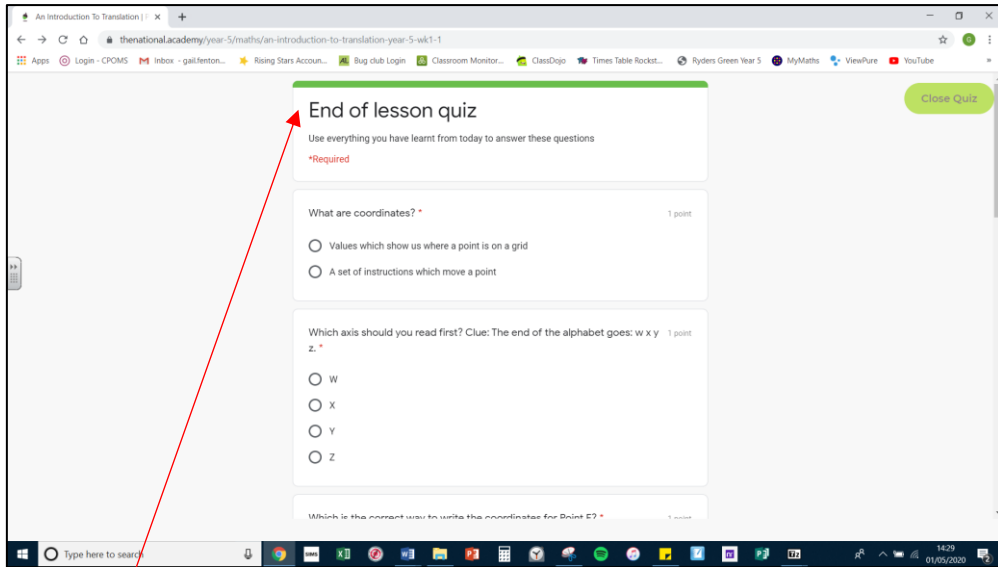 An Introduction To Translation |
thenational.academy/year-5/maths/an-introduction-to-translation-year-5-wk1-1
G
Apps
Login - CPOMS
Inbox - gail.fenton...
Rising Stars Accoun...
Bug club Login
Classroom Monitor...
ClassDojo
Times Table Rockst...
Ryders Green Year 5
MyMaths
ViewPure
YouTube
Close Quiz
End of lesson quiz
Use everything you have learnt from today to answer these questions
*Required
What are coordinates? *
1 point
Values which show us where a point is on a grid
A set of instructions which move a point
Which axis should you read first? Clue: The end of the alphabet goes: w x y
1 point
z. *
W
X
Y
Z
Which is the correct way to write the coordinates for Point F? *
1 point
Type here to search
SIMS
14:29
01/05/2020